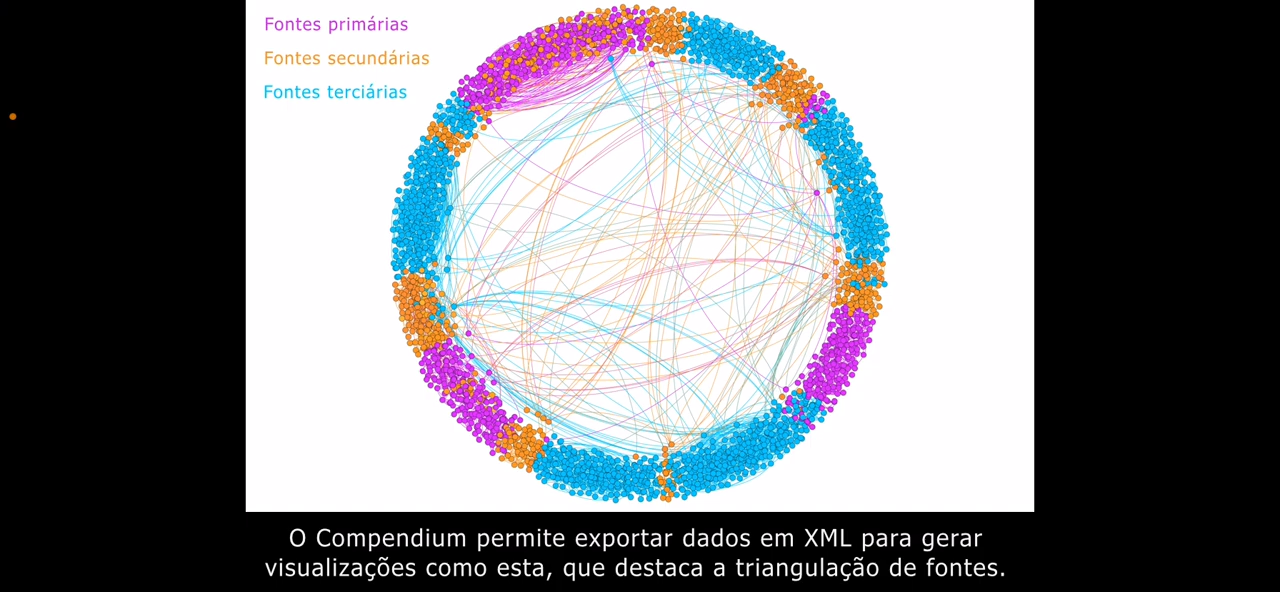 Fontes primárias
Fontes secundárias
Fontes terciárias
O Compendium permite exportar dados em XML para gerar
visualizações como esta, que destaca a triangulação de fontes.